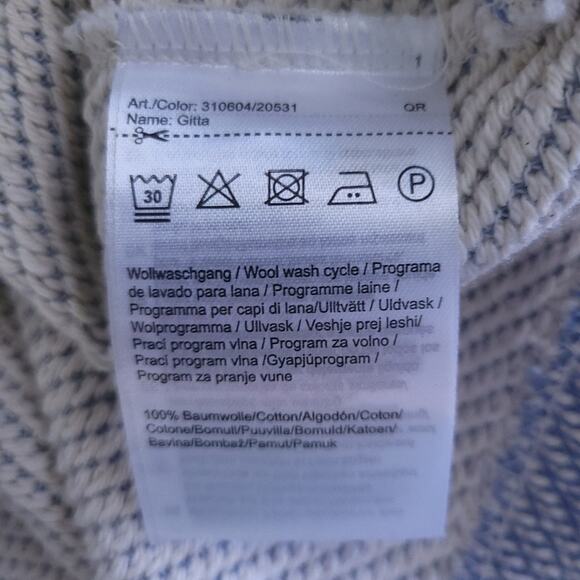 1
Art./Color: 310604/20531 QR
Name: Gitta
30
P
Wollwaschgang / Wool wash cycle / Programa
de lavado para lana / Programme laine /
Programma per capi di lana/Ulltvätt / Uldvask /
Wolprogramma / Ullvask / Veshje prej leshi/
Prací program vlna / Program za volno /
Prací program vlna /Gyapjúprogram /
Program za pranje vune
100% Baumwolle/Cotton/Algodón/Coton/
Cotone/Bomull/Puuvilla/Bomuld/Katoen/
Bavlna/Bombaž/Pamut/Pamuk